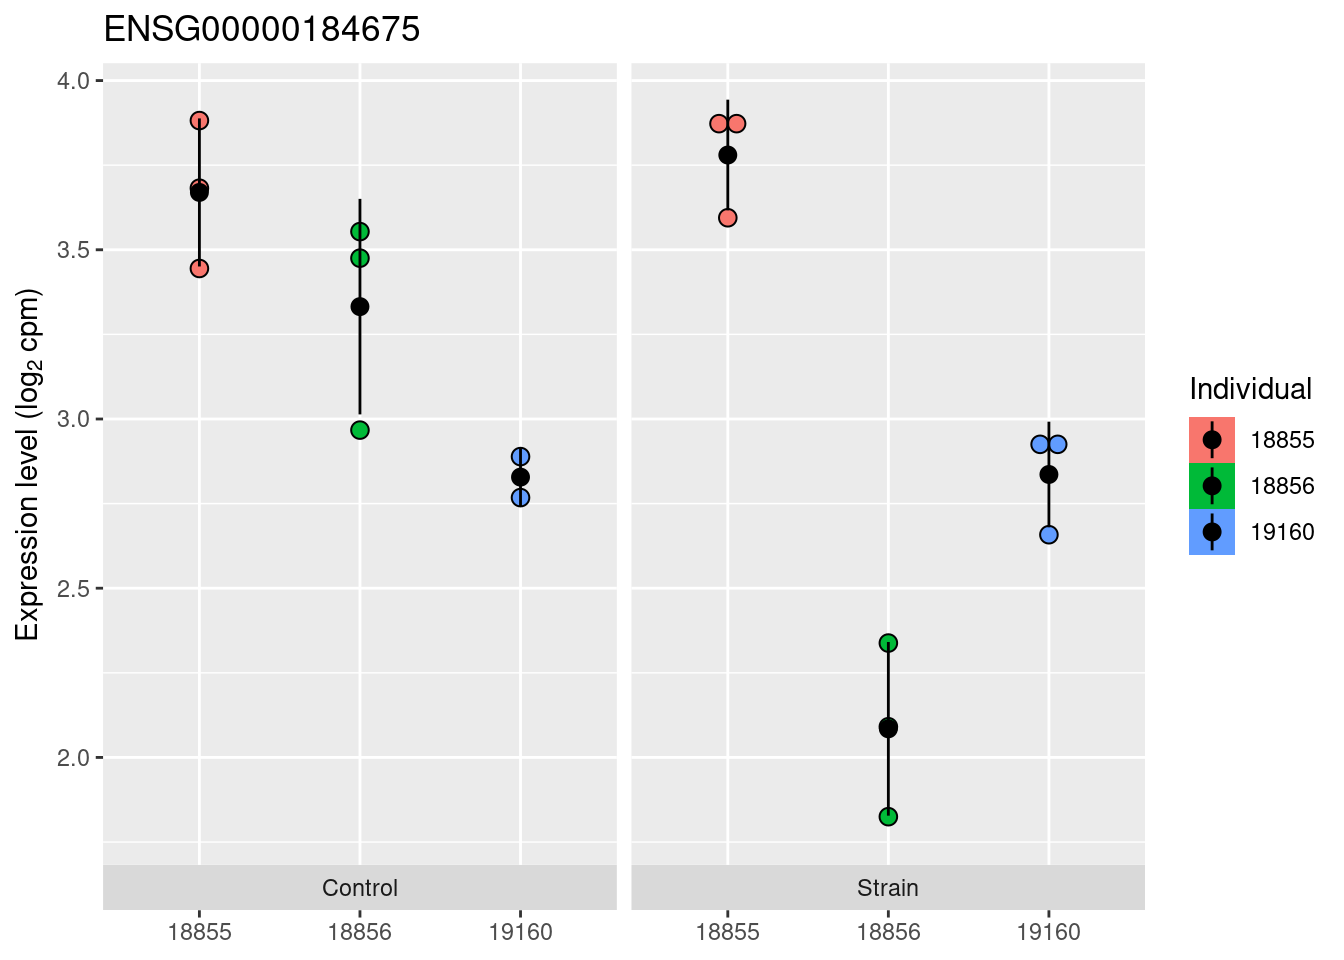 ENSG00000184675
Expression level (log₂ cpm)
4.0
3.5
3.0
2.5
2.0
Control
Strain
18855
18856
19160
18855
18856
19160
Individual
18855
18856
19160